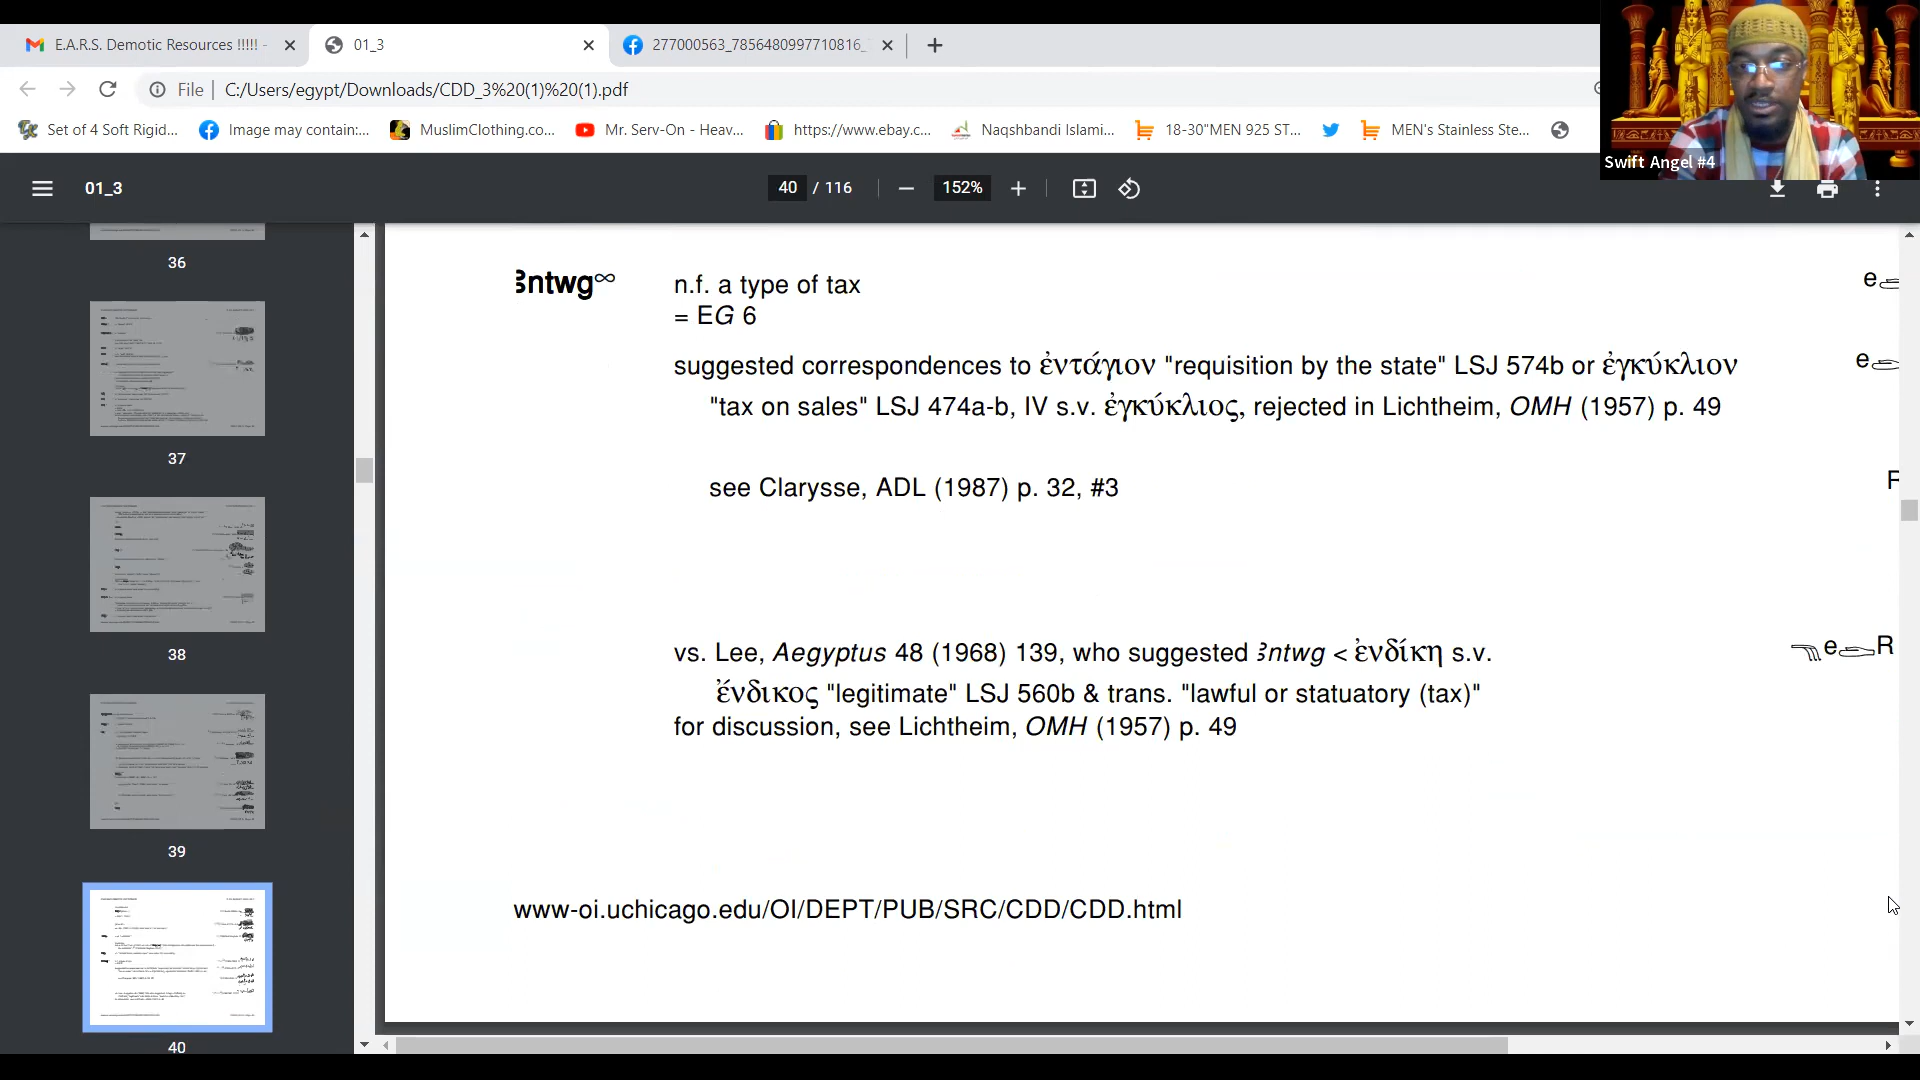 E.A.R.S. Demotic Resources !!!!! -
01_3
277000563_7856480997710816_
File
C:/Users/egypt/Downloads/CDD_3%20(1)%20(1).pdf
Set of 4 Soft Rigid...
Image may contain:...
MuslimClothing.co...
Mr. Serv-On - Heav...
https://www.ebay.c...
Naqshbandi Islami...
18-30"MEN 925 ST...
MEN's Stainless Ste...
Swift Angel #4
01_3
40 / 116
152%
36
37
38
39
40
ꜣntwg∞ n.f. a type of tax
= EG 6
suggested correspondences to ἐντάγιον "requisition by the state" LSJ 574b or ἐγκύκλιον
"tax on sales" LSJ 474a-b, IV s.v. ἐγκύκλιος, rejected in Lichtheim, OMH (1957) p. 49
see Clarysse, ADL (1987) p. 32, #3
vs. Lee, Aegyptus 48 (1968) 139, who suggested ꜣntwg < ἐνδίκη s.v.
ἔνδικος "legitimate" LSJ 560b & trans. "lawful or statuatory (tax)"
for discussion, see Lichtheim, OMH (1957) p. 49
www-oi.uchicago.edu/OI/DEPT/PUB/SRC/CDD/CDD.html
e
e
R
e R